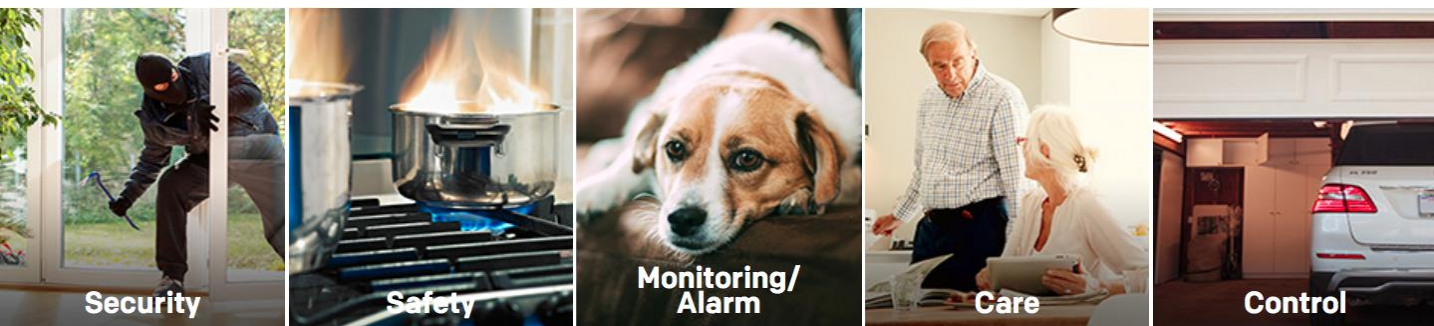 Security
Safety
Monitoring/
Alarm
Care
Control